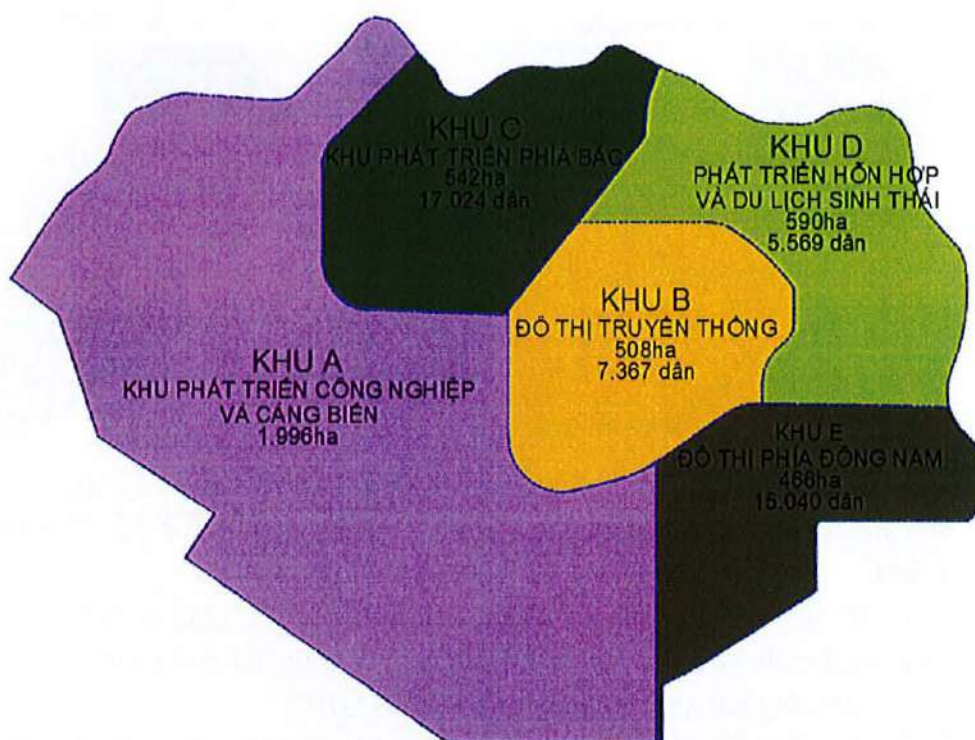 KHU C
KHU PHÁT TRIỂN PHÍA BẮC
542ha
17.024 dân
KHU D
PHÁT TRIỂN HỖN HỢP
VÀ DU LỊCH SINH THÁI
590ha
5.569 dân
KHU B
ĐÔ THỊ TRUYỀN THỐNG
508ha
7.367 dân
KHU A
KHU PHÁT TRIỂN CÔNG NGHIỆP
VÀ CẢNG BIỂN
1.996ha
KHU E
ĐÔ THỊ PHÍA ĐÔNG NAM
466ha
15.040 dân